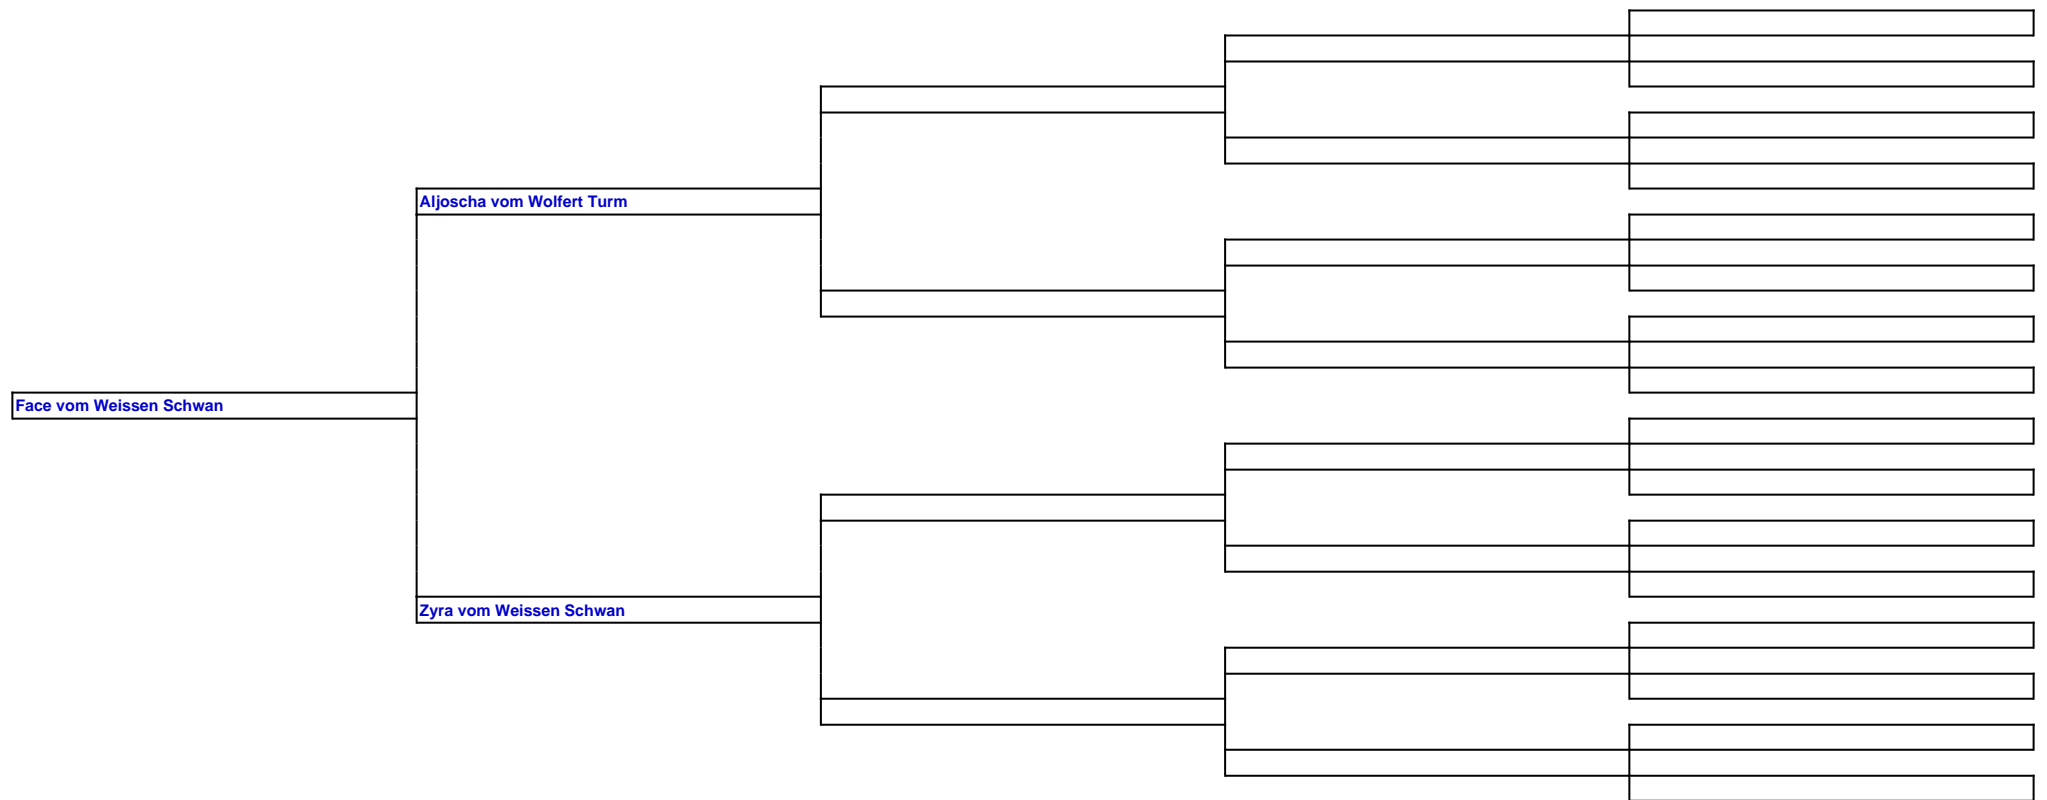 Aljoscha vom Wolfert Turm
Face vom Weissen Schwan
Zyra vom Weissen Schwan